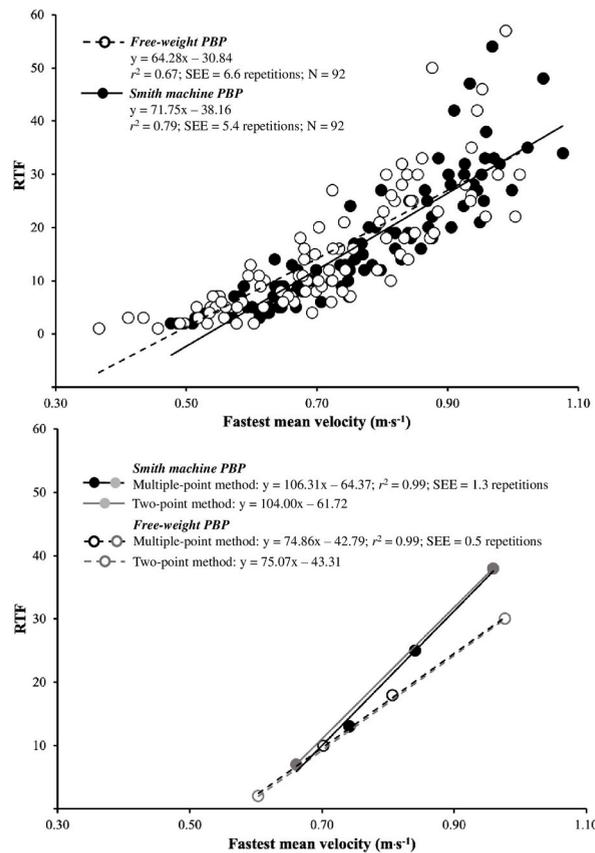 60
Free-weight PBP
y = 64.28x – 30.84
r² = 0.67; SEE = 6.6 repetitions; N = 92
Smith machine PBP
y = 71.75x – 38.16
r² = 0.79; SEE = 5.4 repetitions; N = 92
50
40
30
20
10
0
RTF
0.30 0.50 0.70 0.90 1.10
Fastest mean velocity (m·s⁻¹)
60
Smith machine PBP
Multiple-point method: y = 106.31x – 64.37; r² = 0.99; SEE = 1.3 repetitions
Two-point method: y = 104.00x – 61.72
Free-weight PBP
Multiple-point method: y = 74.86x – 42.79; r² = 0.99; SEE = 0.5 repetitions
Two-point method: y = 75.07x – 43.31
50
40
30
20
10
RTF
0.30 0.50 0.70 0.90 1.10
Fastest mean velocity (m·s⁻¹)